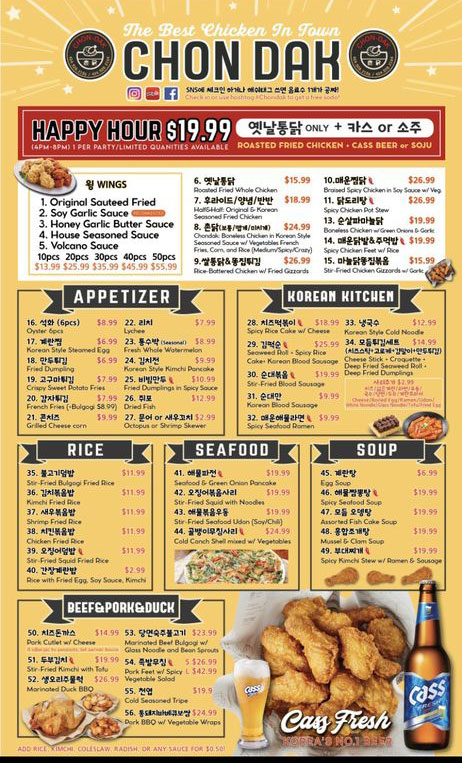 The Best Chicken In Town
CHON DAK
SNS에 체크인 하거나 해쉬태그 쓰면 음료수 1개가 공짜!
Check in or use hashtag #Chondak to get a free soda!
HAPPY HOUR $19.99
(4PM-8PM) 1 PER PARTY/LIMITED QUANITIES AVAILABLE
옛날통닭 ONLY + 카스 or 소주
ROASTED FRIED CHICKEN + CASS BEER or SOJU
윙 WINGS
1. Original Sauteed Fried
2. Soy Garlic Sauce
3. Honey Garlic Butter Sauce
4. House Seasoned Sauce
5. Volcano Sauce
10pcs 20pcs 30pcs 40pcs 50pcs
$13.99 $25.99 $35.99 $45.99 $55.99
6. 옛날통닭 $15.99
Roasted Fried Whole Chicken
7. 후라이드/양념/반반 $18.99
Half&Half: Original & Korean
Seasoned Fried Chicken
8. 촌닭 $24.99
Chondak: Boneless Chicken in Korean Style
Seasoned Sauce w/ Vegetables French
Fries, Corn, and Rice (Medium/Spicy/Crazy)
9. 쌀통닭&똥집튀김 $26.99
Rice-Battered Chicken w/ Fried Gizzards
10. 매운찜닭 $26.99
Braised Spicy Chicken in Soy Sauce w/ Veg.
11. 닭도리탕 $26.99
Spicy Chicken Pot Stew
12. 순살파마늘닭 $19.99
Boneless Chicken w/ Green Onions & Garlic
14. 매운닭발&주먹밥 $19.99
Spicy Chicken Feet w/ Rice
15. 마늘닭똥집볶음 $15.99
Stir-Fried Chicken Gizzards w/ Garlic
APPETIZER
16. 석화 (6pcs) $8.99
Oyster 6pcs
17. 계란찜 $6.99
Korean Style Steamed Egg
18. 만두튀김 $6.99
Fried Dumpling
19. 고구마튀김 $7.99
Crispy Sweet Potato Fries
20. 감자튀김 $7.99
French Fries (+Bulgogi $8.99)
21. 콘치즈 $9.99
Grilled Cheese corn
22. 리치 $7.99
Lychee
23. 통수박 (Seasonal) $8.99
Fresh Whole Watermelon
24. 김치전 $9.99
Korean Style Kimchi Pancake
25. 비빔만두 $10.99
Fried Dumplings in Spicy Sauce
26. 쥐포 $12.99
Dried Fish
27. 문어 or 새우꼬치 $2.99
Octopus or Shrimp Skewer
KOREAN KITCHEN
28. 치즈떡볶이 $18.99
Spicy Rice Cake w/ Cheese
29. 김떡순 $25.99
Seaweed Roll + Spicy Rice
Cake+ Korean Blood Sausage
30. 순대볶음 $19.99
Stir-Fried Blood Sausage
31. 순대만 $9.99
Korean Blood Sausage
32. 매운해물라면 $9.99
Spicy Seafood Ramen
33. 냉국수 $12.99
Korean Style Cold Noodle
34. 모듬튀김세트 $14.99
(치즈스틱+고로케+김말이+만두튀김)
Cheese Stick + Croquette +
Deep Fried Seaweed Roll +
Deep Fried Dumplings
사리추가 $2.99
RICE
35. 불고기덮밥 $11.99
Stir-Fried Bulgogi Fried Rice
36. 김치볶음밥 $11.99
Kimchi Fried Rice
37. 새우볶음밥 $11.99
Shrimp Fried Rice
38. 치킨볶음밥 $11.99
Chicken Fried Rice
39. 오징어덮밥 $11.99
Stir-Fried Squid Fried Rice
40. 간장계란밥 $2.99
Rice with Fried Egg, Soy Sauce, Kimchi
SEAFOOD
41. 해물파전 $19.99
Seafood & Green Onion Pancake
42. 오징어볶음사리 $19.99
Stir-Fried Squid with Noodles
43. 해물볶음우동 $19.99
Stir-Fried Seafood Udon (Soy/Chili)
44. 골뱅이무침사리 $24.99
Cold Conch Shell mixed w/ Vegetables
SOUP
45. 계란탕 $6.99
Egg Soup
46. 해물짬뽕탕 $19.99
Spicy Seafood Soup
47. 모듬 오뎅탕 $19.99
Assorted Fish Cake Soup
48. 홍합조개탕 $19.99
Mussel & Clam Soup
49. 부대찌개 $19.99
Spicy Kimchi Stew w/ Ramen & Sausage
BEEF&PORK&DUCK
50. 치즈돈까스 $14.99
Pork Cutlet w/ Cheese
51. 두부김치 $19.99
Stir-Fried Kimchi with Tofu
52. 생오리주물럭 $26.99
Marinated Duck BBQ
53. 당면숙주불고기 $23.99
Marinated Beef Bulgogi w/
Glass Noodle and Bean Sprouts
54. 족발무침 S $26.99
Pork Feet w/ Spicy L $42.99
Vegetable Salad
55. 전엽 $19.9
Cold Seasoned Tripe
56. 통돼지바베큐보쌈 $24.99
Pork BBQ w/ Vegetable Wraps
Cass
Cass
FRESH
Cass Fresh
KOREA'S NO.1 BEER
ADD RICE, KIMCHI, COLESLAW, RADISH, OR ANY SAUCE FOR $0.50!